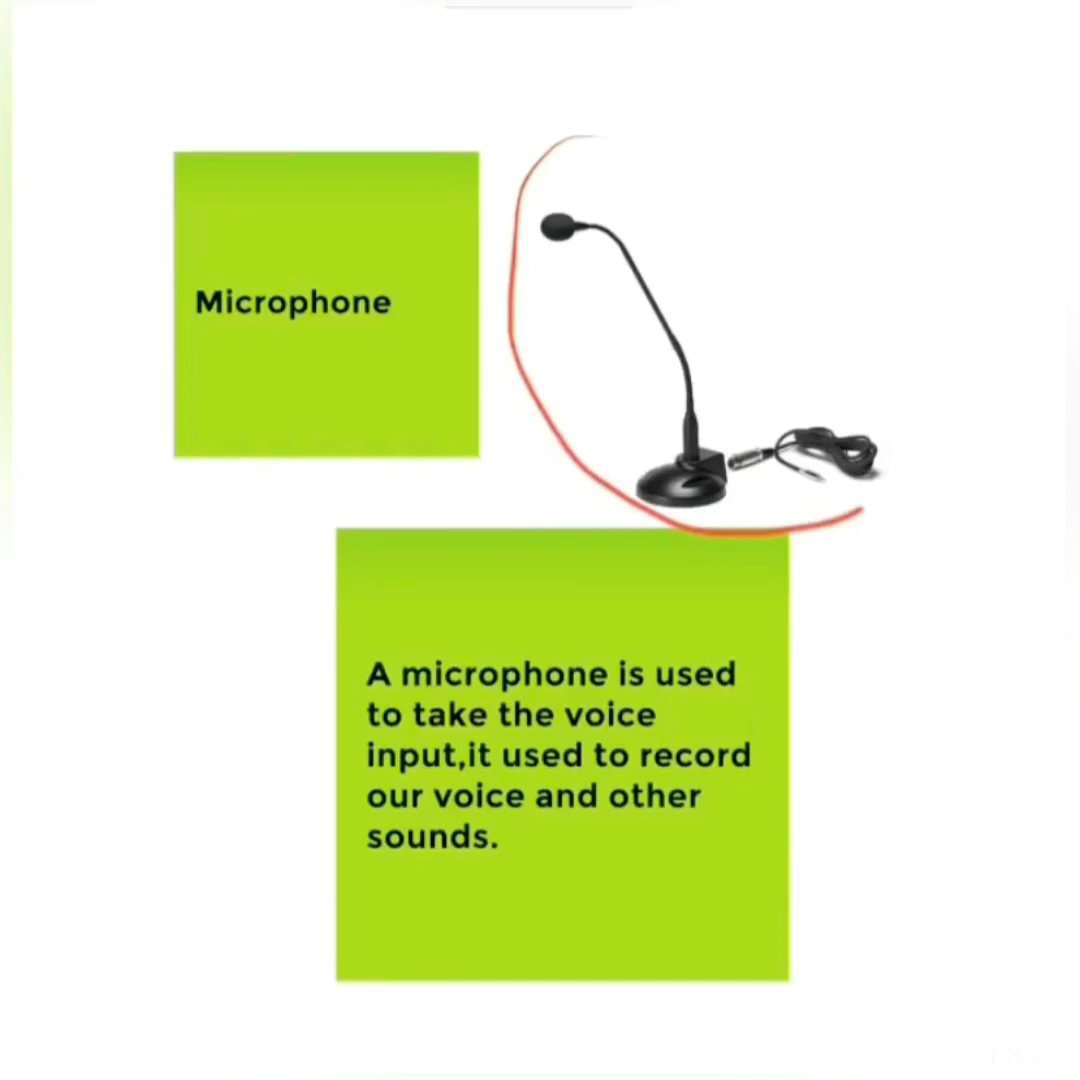 Microphone
A microphone is used
to take the voice
input,it used to record
our voice and other
sounds.